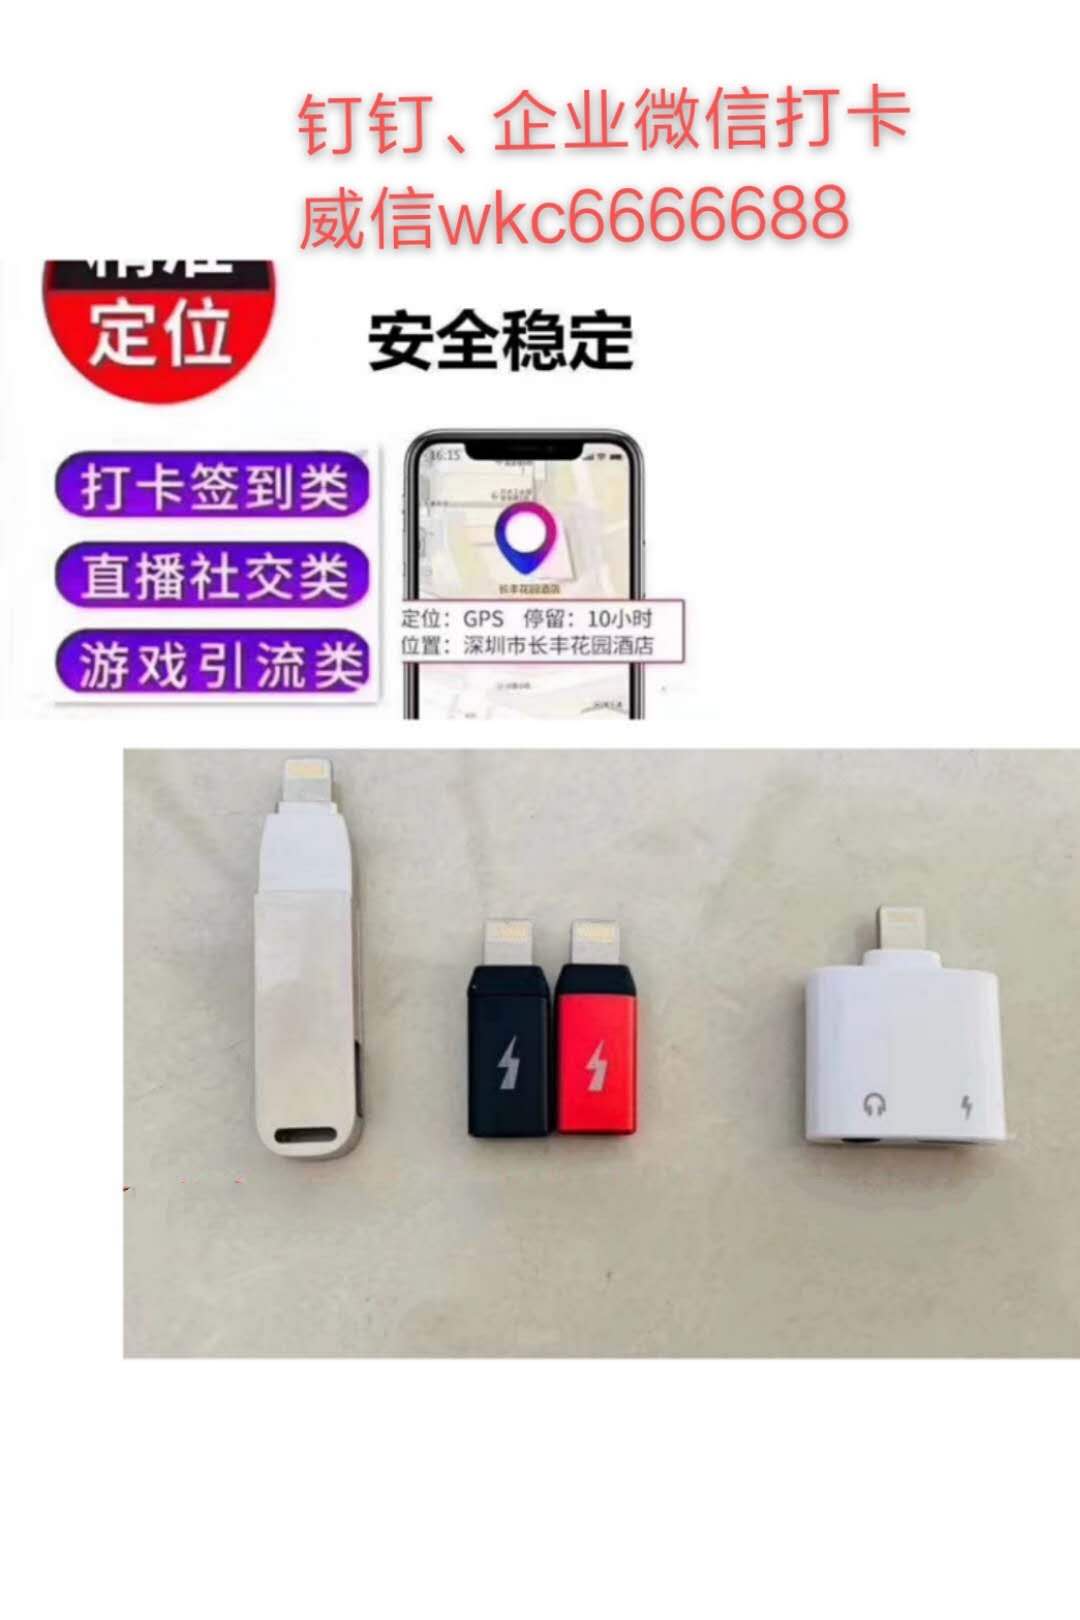 钉钉、企业微信打卡
威信wkc6666688
精准
定位
安全稳定
打卡签到类
直播社交类
游戏引流类
16:15
长丰花园酒店
定位：GPS 停留：10小时
位置：深圳市长丰花园酒店